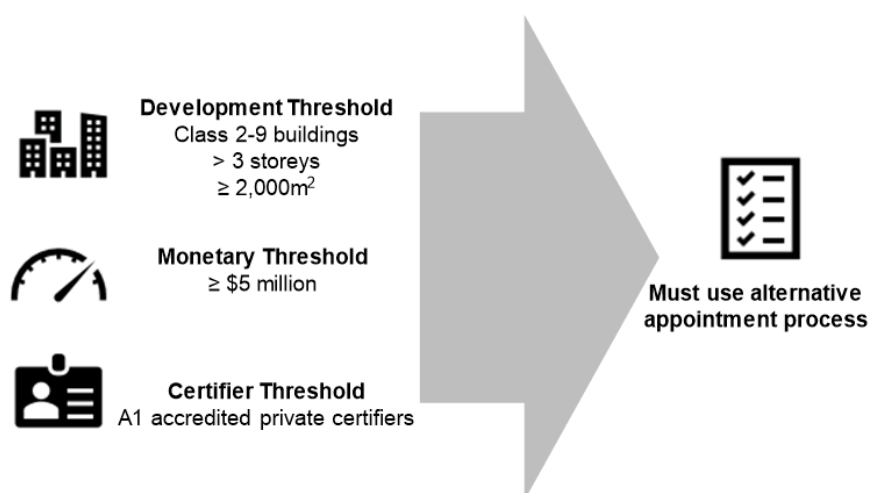 Development Threshold
Class 2-9 buildings
> 3 storeys
≥ 2,000m²
Monetary Threshold
≥ $5 million
Certifier Threshold
A1 accredited private certifiers
Must use alternative
appointment process